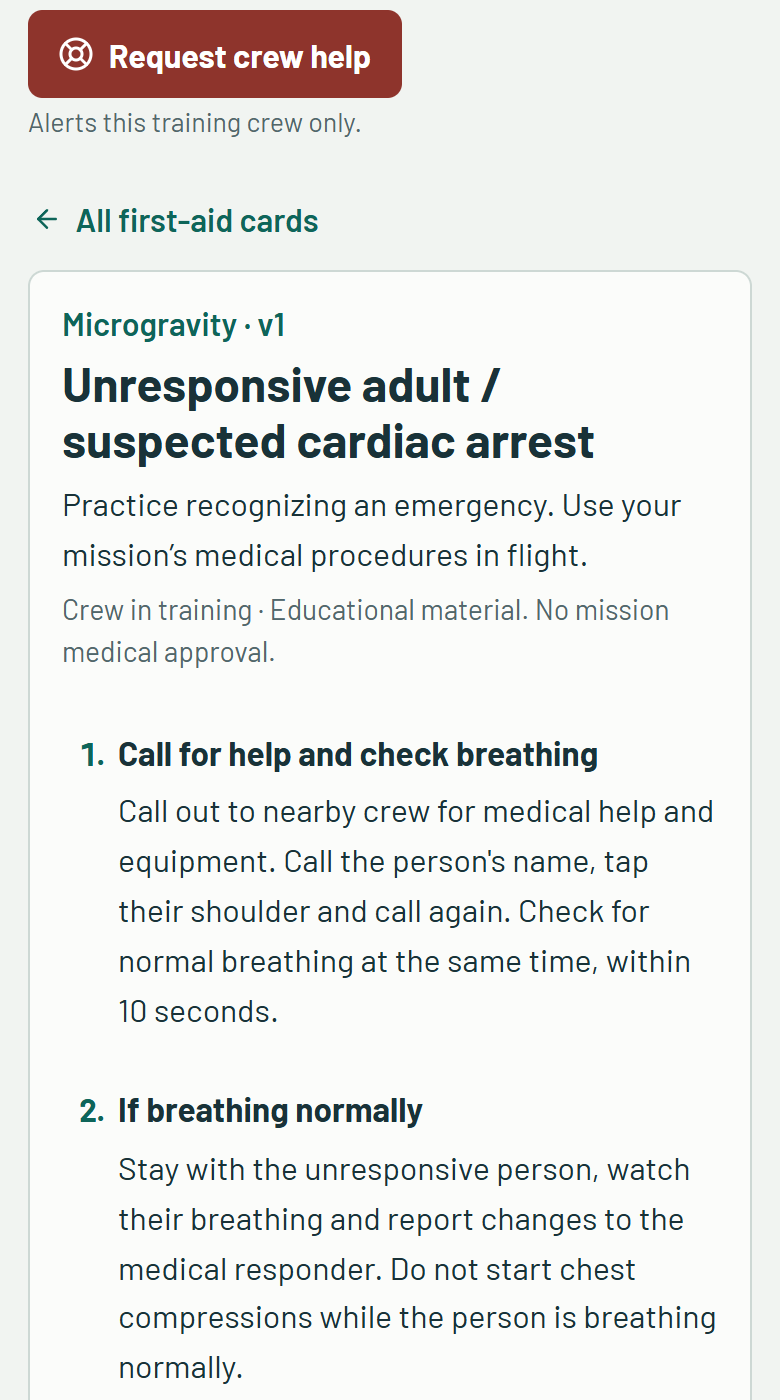 Request crew help
Alerts this training crew only.
← All first-aid cards
Microgravity · v1
Unresponsive adult /
suspected cardiac arrest
Practice recognizing an emergency. Use your
mission’s medical procedures in flight.
Crew in training · Educational material. No mission
medical approval.
1. Call for help and check breathing
Call out to nearby crew for medical help and
equipment. Call the person's name, tap
their shoulder and call again. Check for
normal breathing at the same time, within
10 seconds.
2. If breathing normally
Stay with the unresponsive person, watch
their breathing and report changes to the
medical responder. Do not start chest
compressions while the person is breathing
normally.